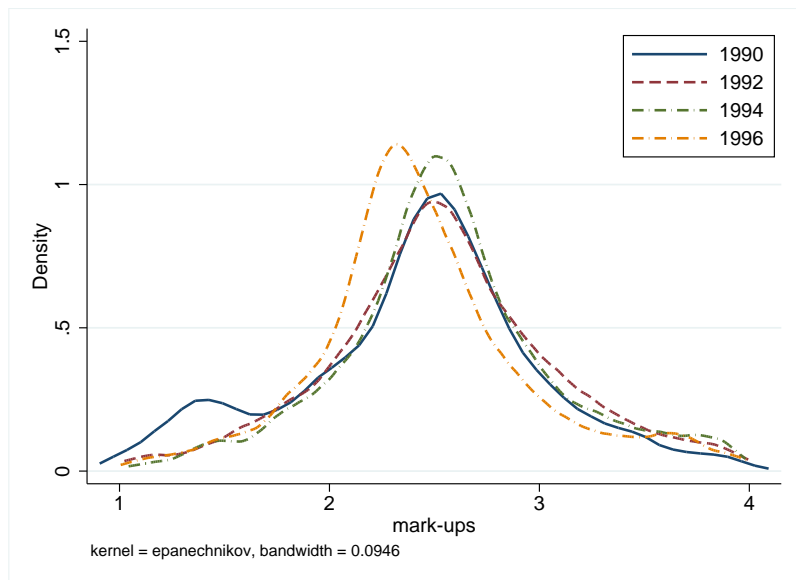 1.5
1
.5
0
Density
1990
1992
1994
1996
1 2 3 4
mark-ups
kernel = epanechnikov, bandwidth = 0.0946